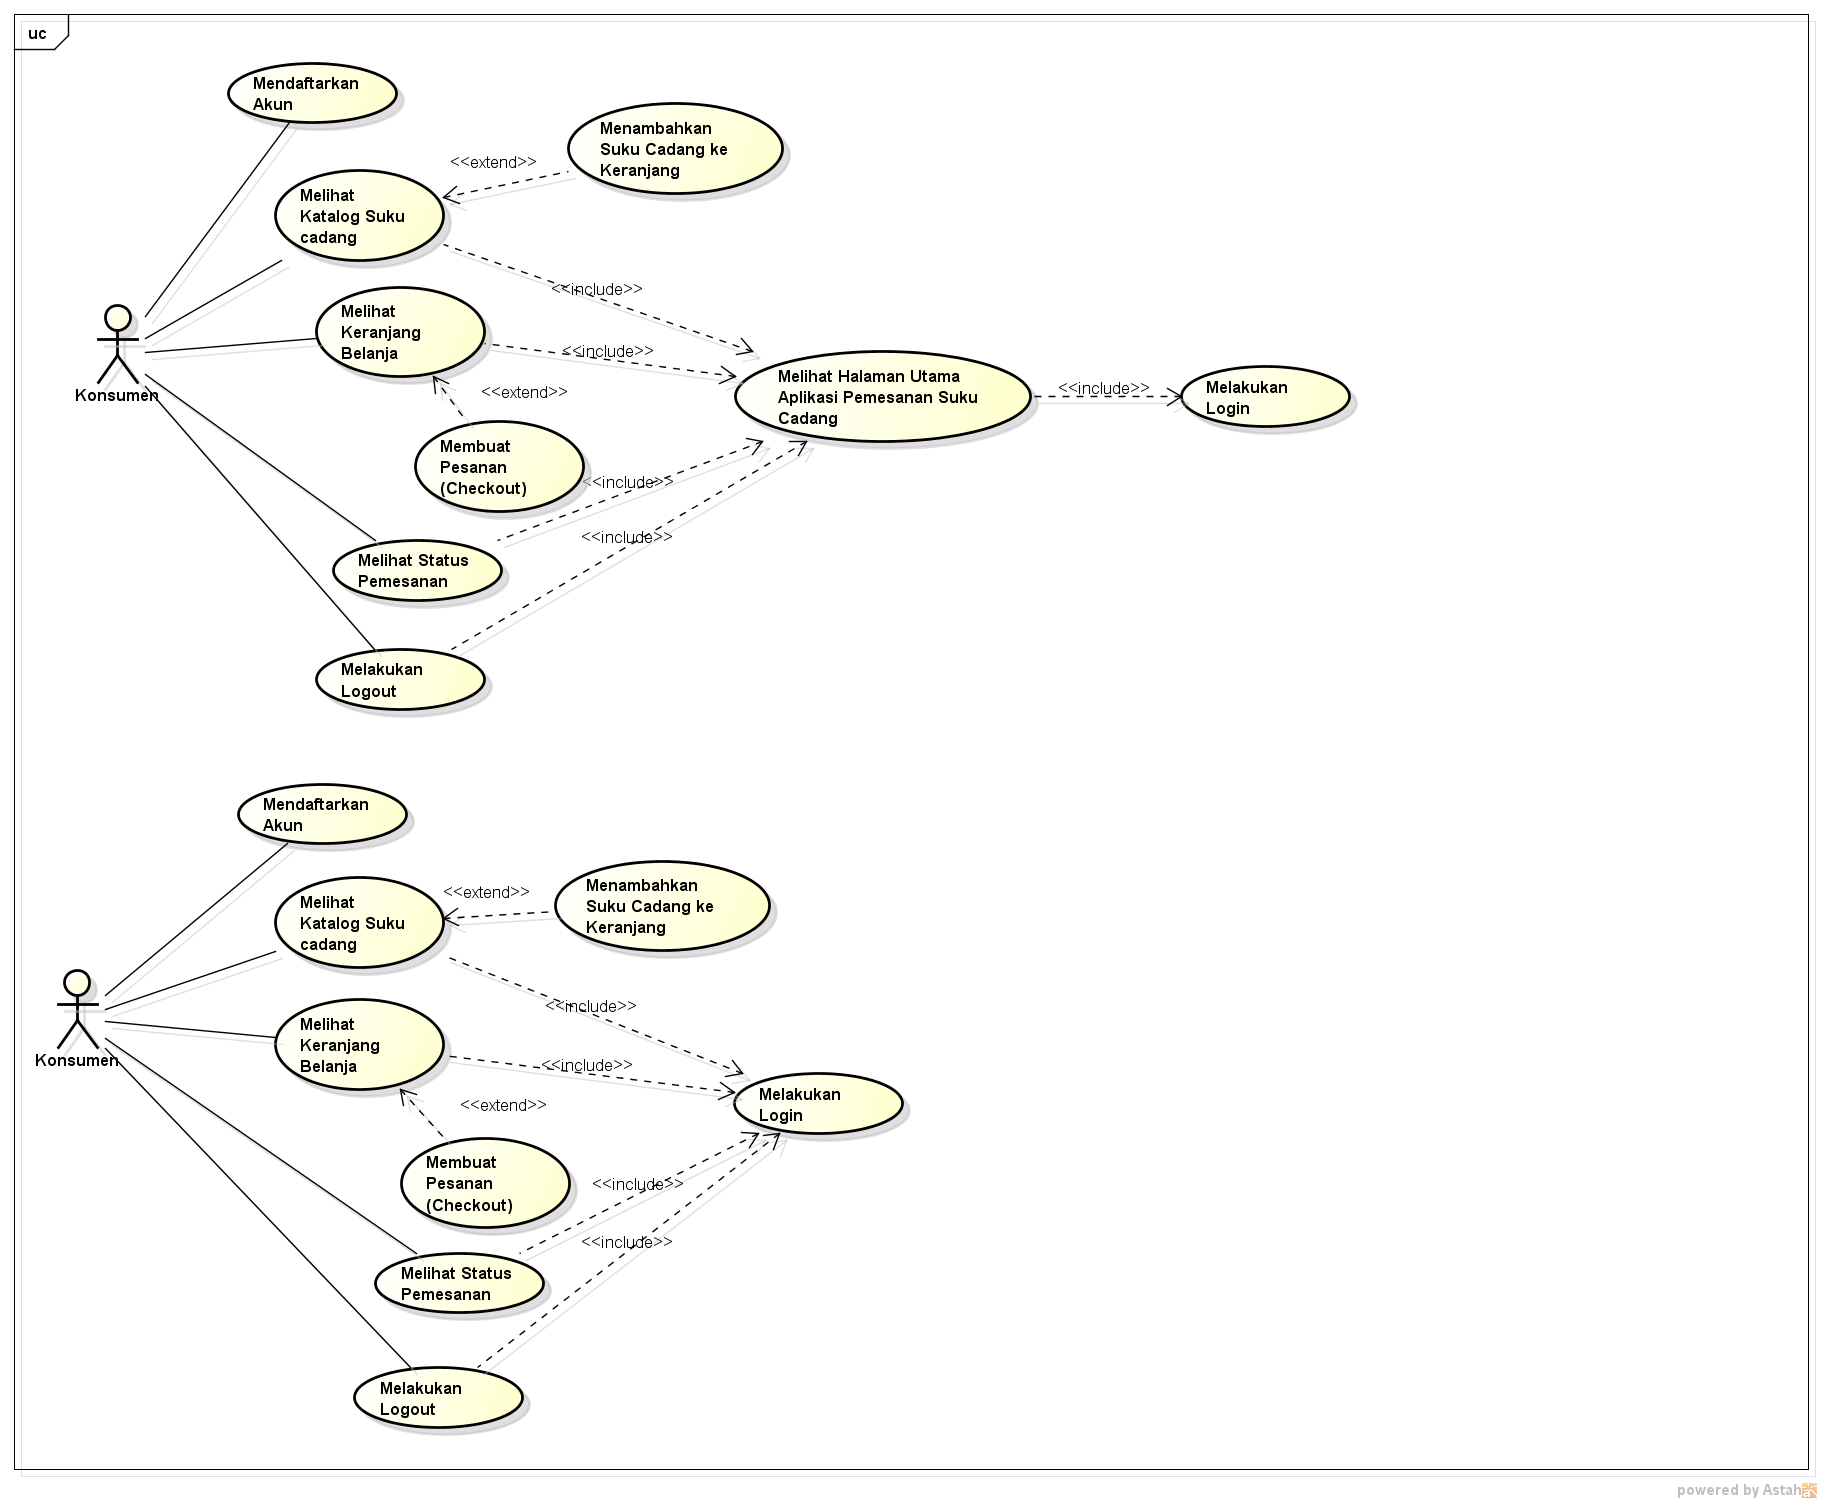 uc
Mendaftarkan
Akun
Menambahkan
Suku Cadang ke
Keranjang
<<extend>>
Melihat
Katalog Suku
cadang
<<include>>
Melihat
Keranjang
Belanja
<<include>>
Konsumen
<<extend>>
Melihat Halaman Utama
Aplikasi Pemesanan Suku
Cadang
<<include>>
Melakukan
Login
Membuat
Pesanan
(Checkout)
<<include>>
<<include>>
Melihat Status
Pemesanan
Melakukan
Logout
Mendaftarkan
Akun
Menambahkan
Suku Cadang ke
Keranjang
<<extend>>
Melihat
Katalog Suku
cadang
<<include>>
Melihat
Keranjang
Belanja
<<include>>
Konsumen
<<extend>>
Melakukan
Login
Membuat
Pesanan
(Checkout)
<<include>>
<<include>>
Melihat Status
Pemesanan
Melakukan
Logout
powered by Astah